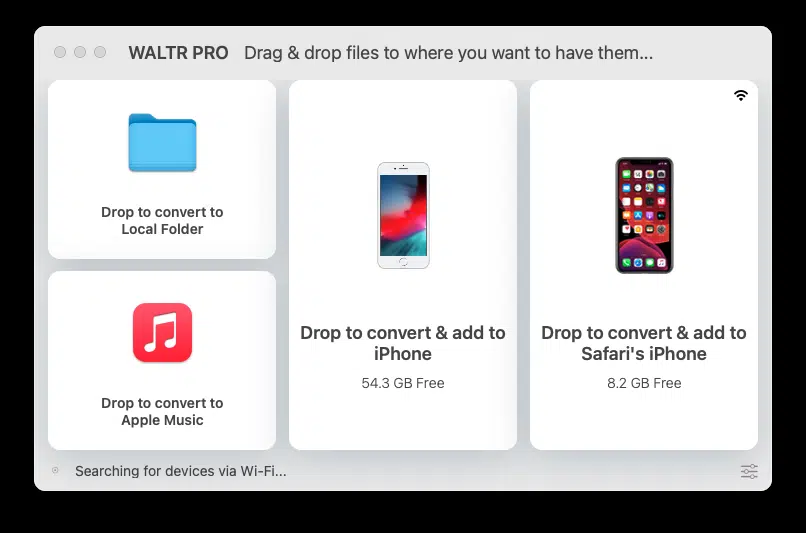 WALTR PRO Drag & drop files to where you want to have them...
Drop to convert to
Local Folder
Drop to convert to
Apple Music
Drop to convert & add to
iPhone
54.3 GB Free
Drop to convert & add to
Safari's iPhone
8.2 GB Free
Searching for devices via Wi-Fi...